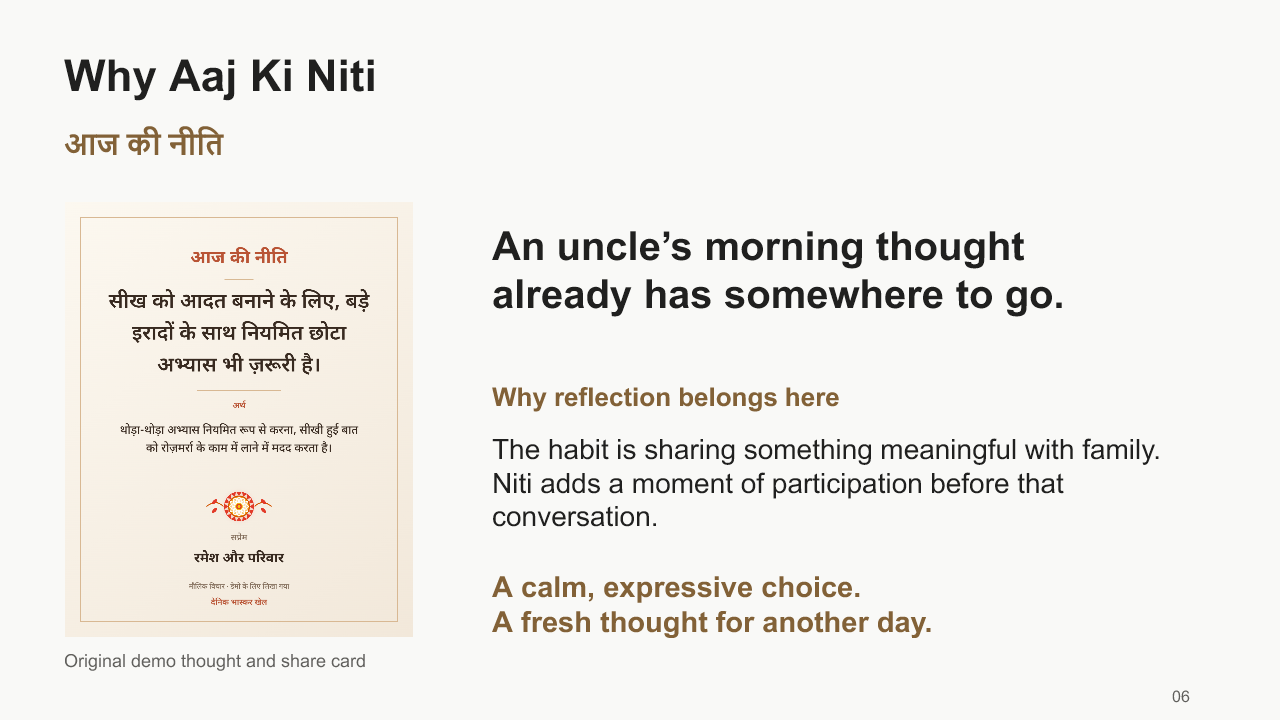 Why Aaj Ki Niti
आज की नीति
आज की नीति
सीख को आदत बनाने के लिए, बड़े
इरादों के साथ नियमित छोटा
अभ्यास भी ज़रूरी है।
अर्थ
थोड़ा-थोड़ा अभ्यास नियमित रूप से करना, सीखी हुई बात
को रोज़मर्रा के काम में लाने में मदद करता है।
सप्रेम
रमेश और परिवार
मौलिक विचार · डेमो के लिए लिखा गया
दैनिक भास्कर खेल
Original demo thought and share card
An uncle’s morning thought
already has somewhere to go.
Why reflection belongs here
The habit is sharing something meaningful with family.
Niti adds a moment of participation before that
conversation.
A calm, expressive choice.
A fresh thought for another day.
06